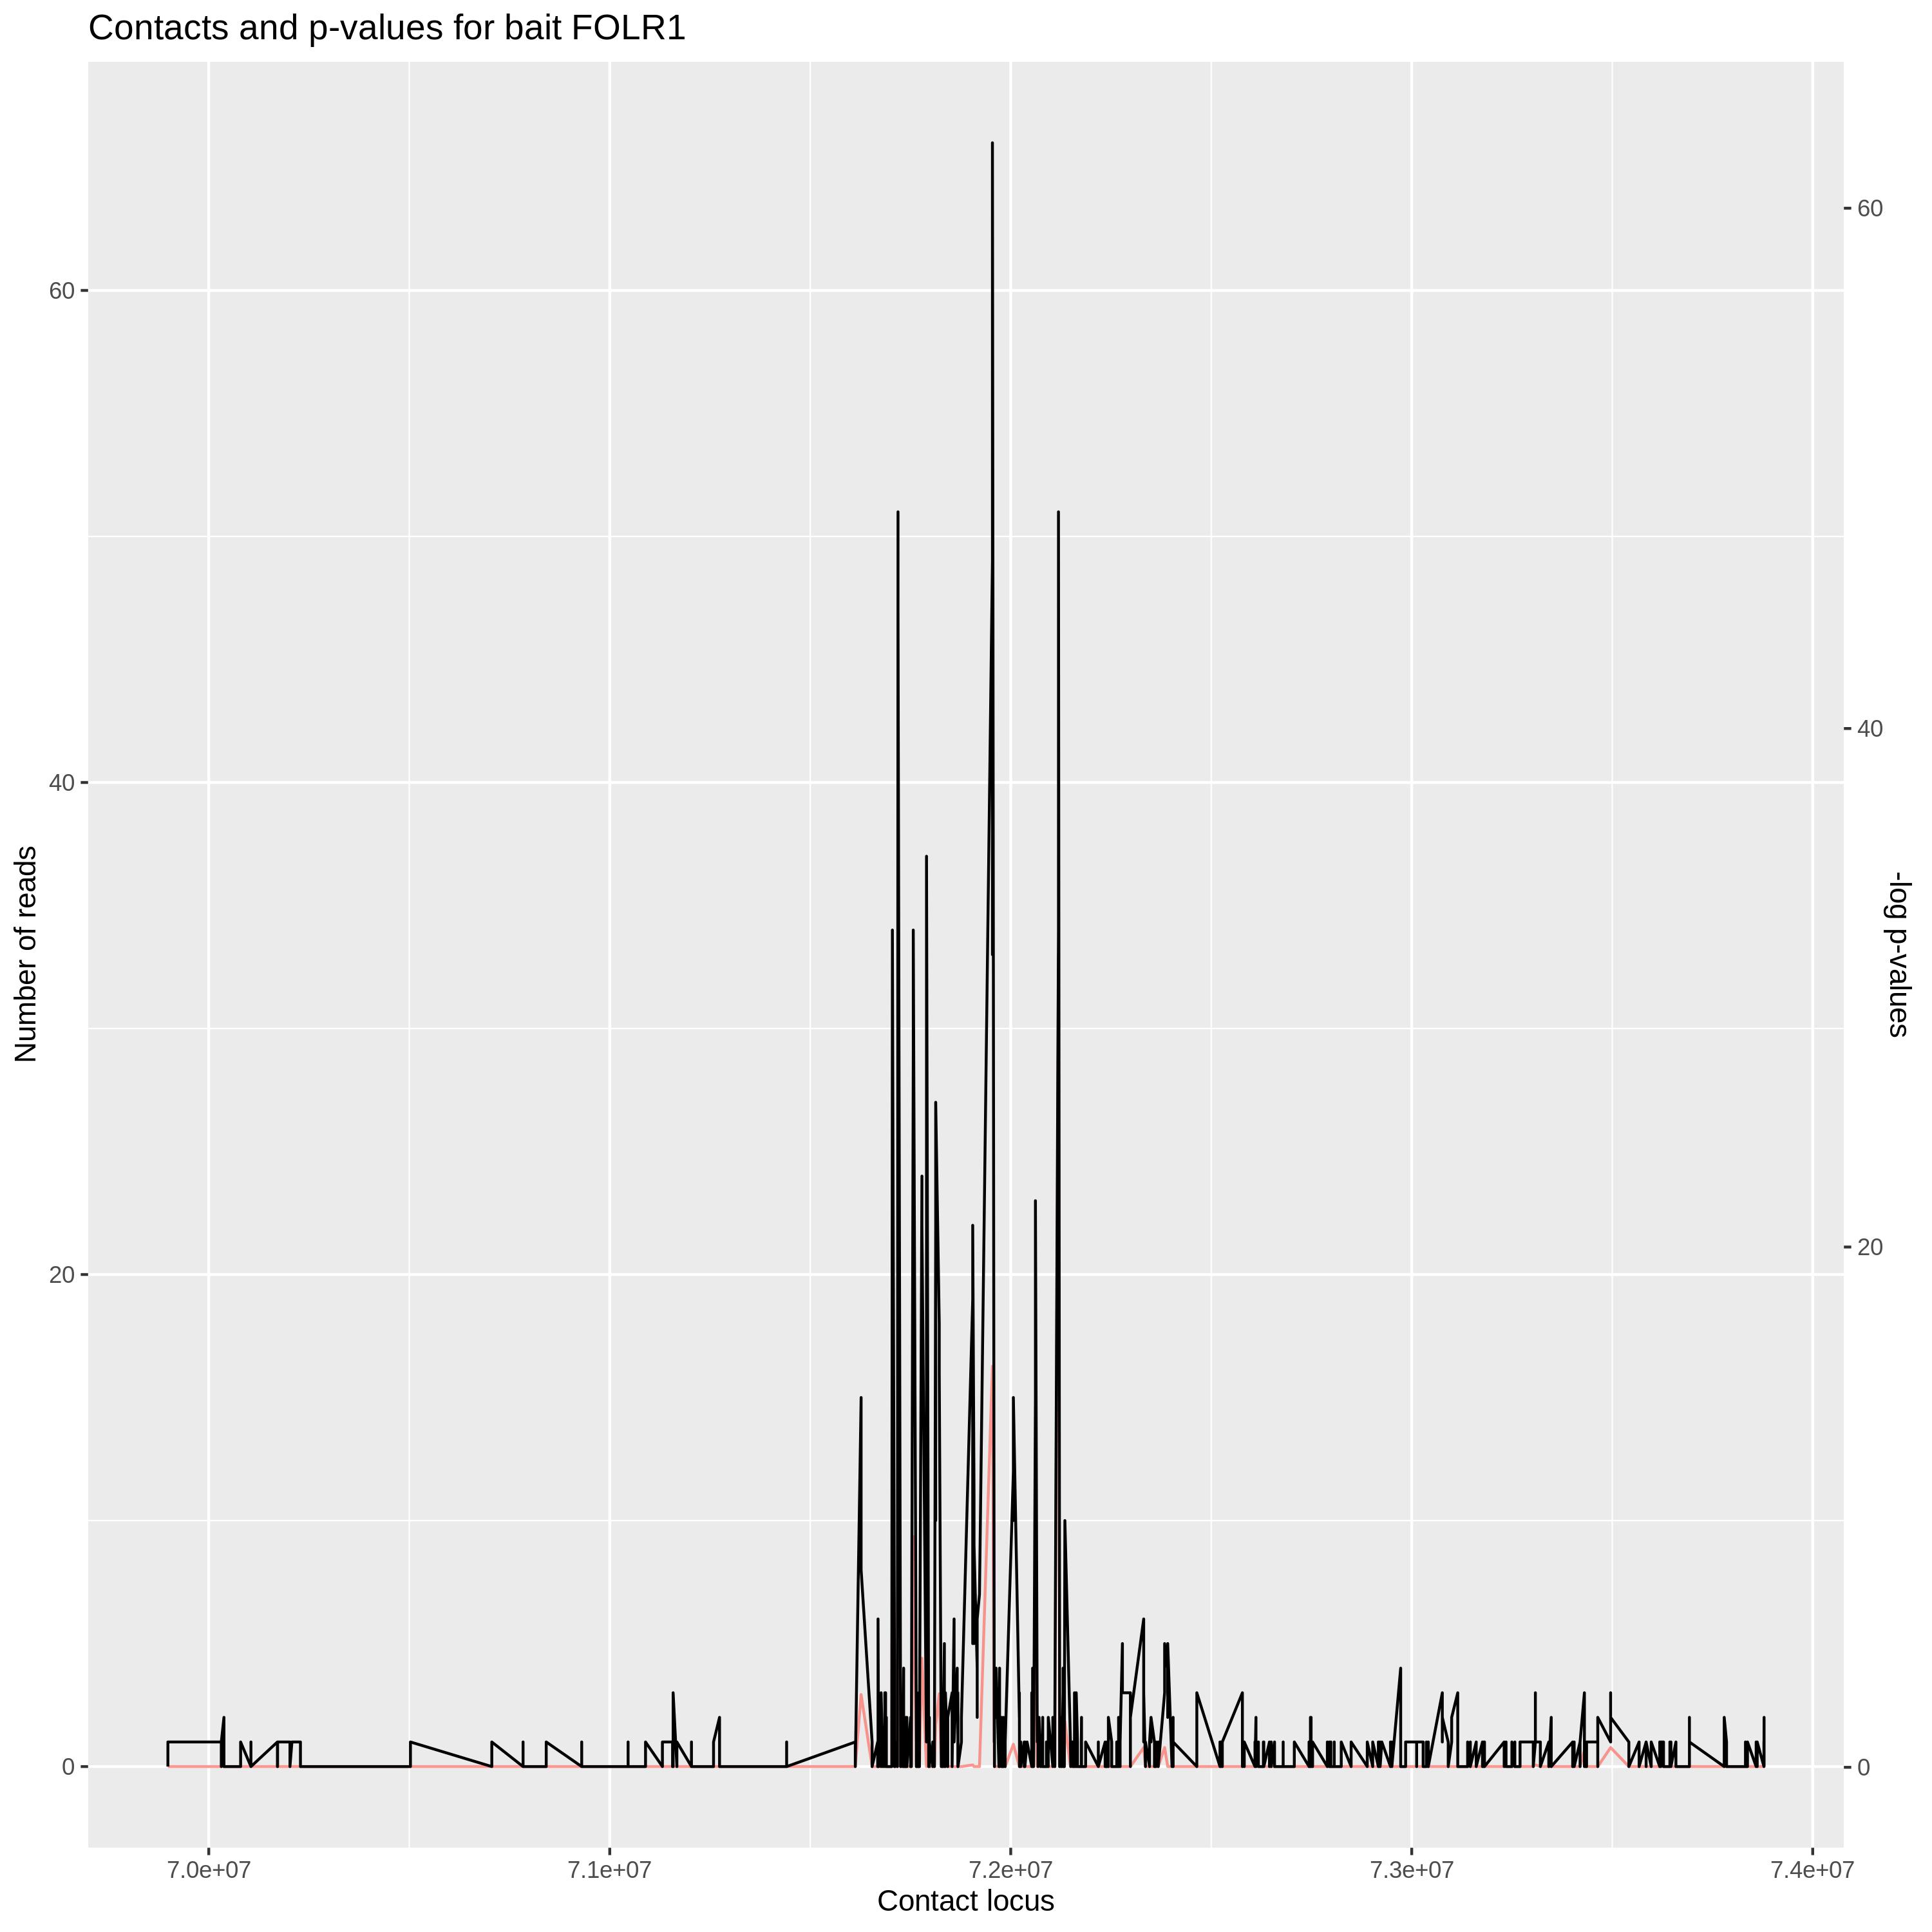 Contacts and p-values for bait FOLR1
60
40
20
0
Number of reads
60
40
20
0
-log p-values
7.0e+07 7.1e+07 7.2e+07 7.3e+07 7.4e+07
Contact locus